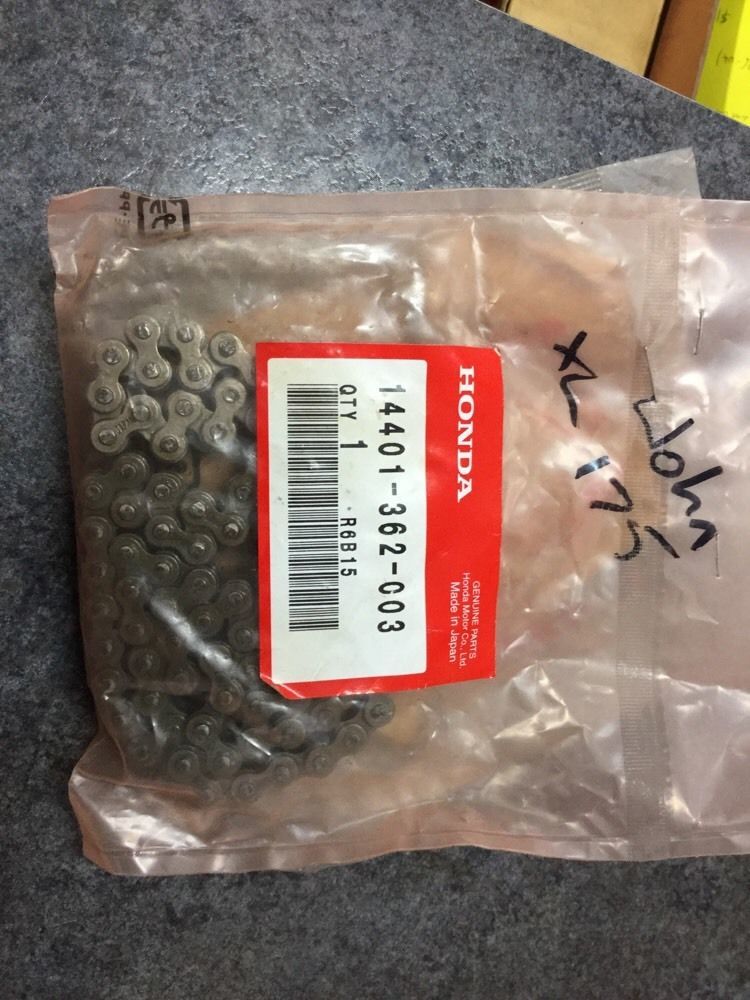 HONDA
GENUINE PARTS
Honda Motor Co., Ltd.
Made in Japan
14401-362-003
QTY 1
R6B15
John
XL 175